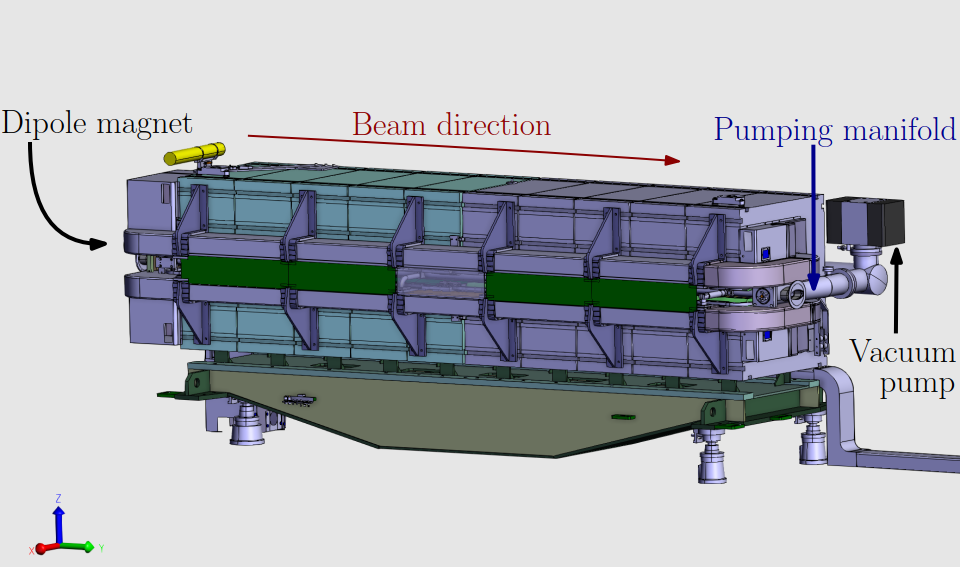 Dipole magnet
Beam direction
Pumping manifold
Vacuum
pump
Z
X
Y